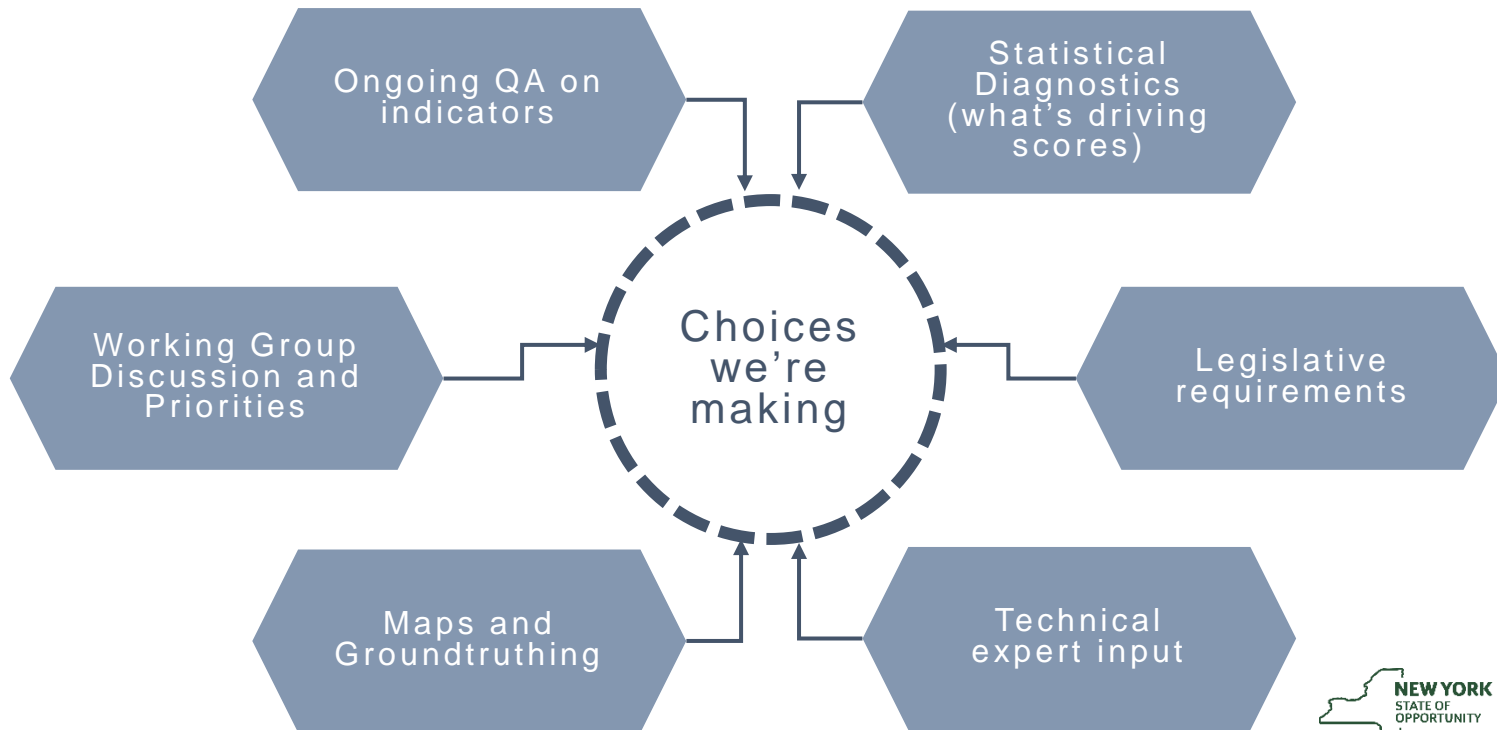 Ongoing QA on
indicators
Statistical
Diagnostics
(what's driving
scores)
Working Group
Discussion and
Priorities
Choices
we're
making
Legislative
requirements
Maps and
Groundtruthing
Technical
expert input
NEW YORK
STATE OF
OPPORTUNITY